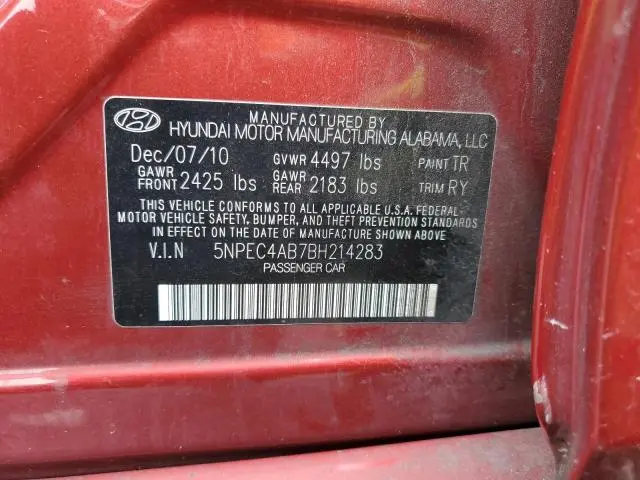 MANUFACTURED BY
HYUNDAI MOTOR MANUFACTURING ALABAMA, LLC
Dec/07/10 GVWR 4497 lbs PAINT TR
GAWR FRONT 2425 lbs GAWR REAR 2183 lbs TRIM RY
THIS VEHICLE CONFORMS TO ALL APPLICABLE U.S.A. FEDERAL-
MOTOR VEHICLE SAFETY, BUMPER, AND THEFT PREVENTION STANDARDS
IN EFFECT ON THE DATE OF MANUFACTURE SHOWN ABOVE
V.I.N 5NPEC4AB7BH214283
PASSENGER CAR